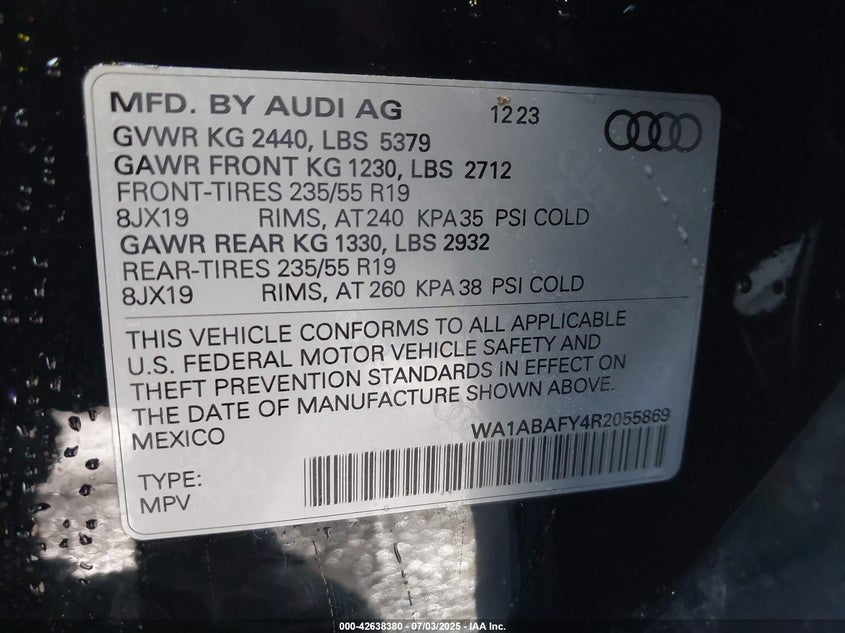 MFD. BY AUDI AG 12 23
GVWR KG 2440, LBS 5379
GAWR FRONT KG 1230, LBS 2712
FRONT-TIRES 235/55 R19
8JX19 RIMS, AT 240 KPA 35 PSI COLD
GAWR REAR KG 1330, LBS 2932
REAR-TIRES 235/55 R19
8JX19 RIMS, AT 260 KPA 38 PSI COLD
THIS VEHICLE CONFORMS TO ALL APPLICABLE
U.S. FEDERAL MOTOR VEHICLE SAFETY AND
THEFT PREVENTION STANDARDS IN EFFECT ON
THE DATE OF MANUFACTURE SHOWN ABOVE.
MEXICO WA1ABAFY4R2055869
TYPE:
MPV
000-42638380 - 07/03/2025 - IAA Inc.